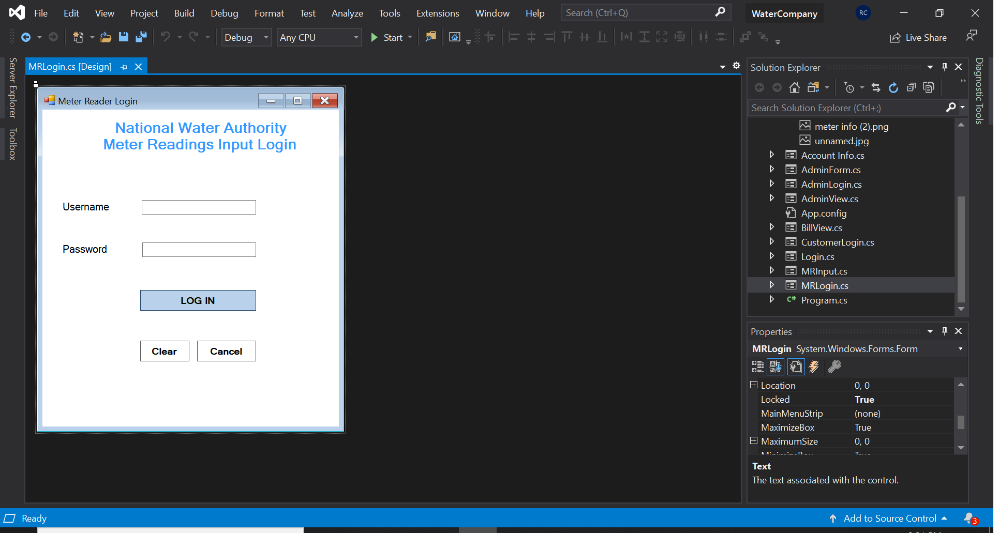 File Edit View Project Build Debug Format Test Analyze Tools Extensions Window Help Search (Ctrl+Q) WaterCompany RC
Debug Any CPU Start Live Share
Server Explorer
Toolbox
MRLogin.cs [Design]
Meter Reader Login
National Water Authority
Meter Readings Input Login
Username
Password
LOG IN
Clear Cancel
Solution Explorer
Search Solution Explorer (Ctrl+;)
meter info (2).png
unnamed.jpg
Account Info.cs
AdminForm.cs
AdminLogin.cs
AdminView.cs
App.config
BillView.cs
CustomerLogin.cs
Login.cs
MRInput.cs
MRLogin.cs
C# Program.cs
Diagnostic Tools
Properties
MRLogin System.Windows.Forms.Form
Location 0, 0
Locked True
MainMenuStrip (none)
MaximizeBox True
MaximumSize 0, 0
Text
The text associated with the control.
Ready
Add to Source Control 3